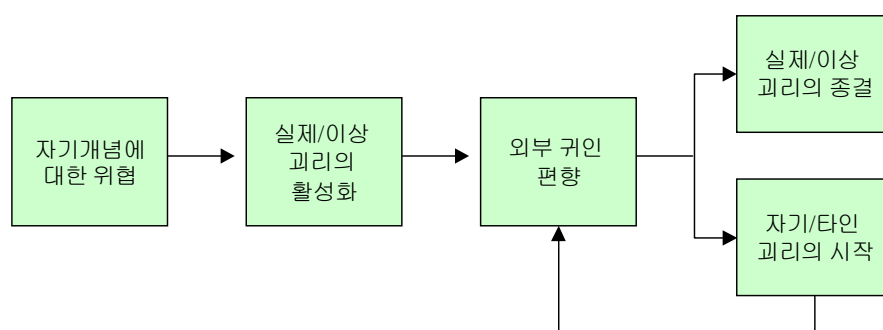 자기개념에
대한 위협
실제/이상
괴리의
활성화
외부 귀인
편향
실제/이상
괴리의 종결
자기/타인
괴리의 시작